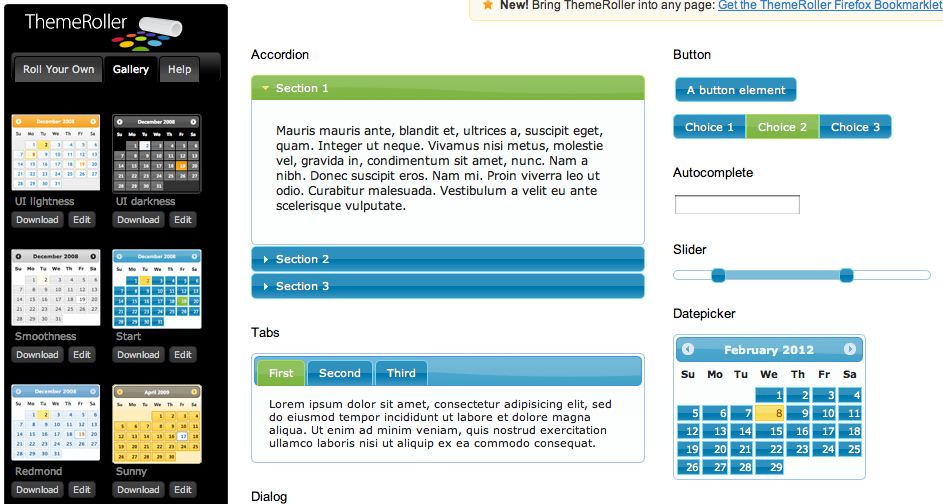 ThemeRoller
Roll Your Own
Gallery
Help
December 2008
UI lightness
Download
Edit
December 2008
UI darkness
Download
Edit
December 2008
Smoothness
Download
Edit
December 2008
Start
Download
Edit
December 2008
Redmond
Download
Edit
April 2009
Sunny
Download
Edit
New! Bring ThemeRoller into any page: Get the ThemeRoller Firefox Bookmarklet
Accordion
Section 1
Mauris mauris ante, blandit et, ultrices a, suscipit eget,
quam. Integer ut neque. Vivamus nisi metus, molestie
vel, gravida in, condimentum sit amet, nunc. Nam a
nibh. Donec suscipit eros. Nam mi. Proin viverra leo ut
odio. Curabitur malesuada. Vestibulum a velit eu ante
scelerisque vulputate.
Section 2
Section 3
Tabs
First
Second
Third
Lorem ipsum dolor sit amet, consectetur adipisicing elit, sed
do eiusmod tempor incididunt ut labore et dolore magna
aliqua. Ut enim ad minim veniam, quis nostrud exercitation
ullamco laboris nisi ut aliquip ex ea commodo consequat.
Dialog
Button
A button element
Choice 1
Choice 2
Choice 3
Autocomplete
Slider
Datepicker
February 2012
Su Mo Tu We Th Fr Sa
1 2 3 4
5 6 7 8 9 10 11
12 13 14 15 16 17 18
19 20 21 22 23 24 25
26 27 28 29